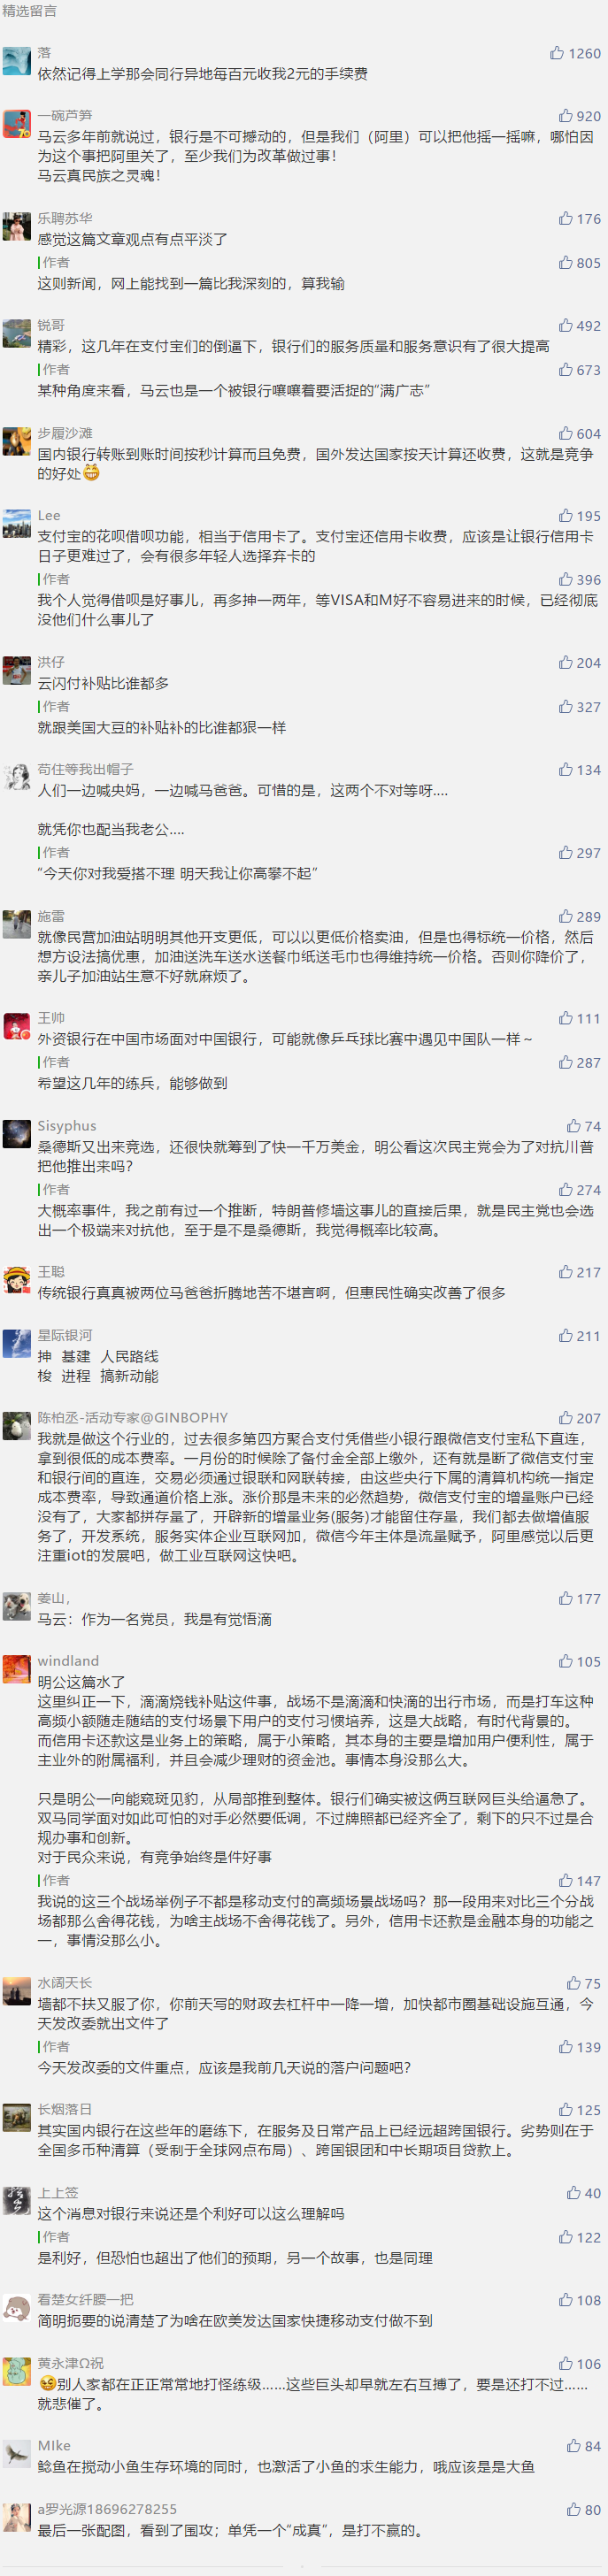 精选留言
落 1260
依然记得上学那会同行异地每百元收我2元的手续费
一碗芦笋 920
马云多年前就说过，银行是不可撼动的，但是我们（阿里）可以把他摇一摇嘛，哪怕因
为这个事把阿里关了，至少我们为改革做过事！
马云真民族之灵魂！
乐聘苏华 176
感觉这篇文章观点有点平淡了
作者 805
这则新闻，网上能找到一篇比我深刻的，算我输
锐哥 492
精彩，这几年在支付宝们的倒逼下，银行们的服务质量和服务意识有了很大提高
作者 673
某种角度来看，马云也是一个被银行嚷嚷着要活捉的“满广志”
步履沙滩 604
国内银行转账到账时间按秒计算而且免费，国外发达国家按天计算还收费，这就是竞争
的好处😁
Lee 195
支付宝的花呗借呗功能，相当于信用卡了。支付宝还信用卡收费，应该是让银行信用卡
日子更难过了，会有很多年轻人选择弃卡的
作者 396
我个人觉得借呗是好事儿，再多抻一两年，等VISA和M好不容易进来的时候，已经彻底
没他们什么事儿了
洪仔 204
云闪付补贴比谁都多
作者 327
就跟美国大豆的补贴补的比谁都狠一样
苟住等我出帽子 134
人们一边喊央妈，一边喊马爸爸。可惜的是，这两个不对等呀....
就凭你也配当我老公....
作者 297
“今天你对我爱搭不理 明天我让你高攀不起”
施雷 289
就像民营加油站明明其他开支更低，可以以更低价格卖油，但是也得标统一价格，然后
想方设法搞优惠，加油送洗车送水送餐巾纸送毛巾也得维持统一价格。否则你降价了，
亲儿子加油站生意不好就麻烦了。
王帅 111
外资银行在中国市场面对中国银行，可能就像乒乓球比赛中遇见中国队一样～
作者 287
希望这几年的练兵，能够做到
Sisyphus 74
桑德斯又出来竞选，还很快就筹到了快一千万美金，明公看这次民主党会为了对抗川普
把他推出来吗？
作者 274
大概率事件，我之前有过一个推断，特朗普修墙这事儿的直接后果，就是民主党也会选
出一个极端来对抗他，至于是不是桑德斯，我觉得概率比较高。
王聪 217
传统银行真真被两位马爸爸折腾地苦不堪言啊，但惠民性确实改善了很多
星际银河 211
抻 基建 人民路线
梭 进程 搞新动能
陈柏丞-活动专家@GINBOPHY 207
我就是做这个行业的，过去很多第四方聚合支付凭借些小银行跟微信支付宝私下直连，
拿到很低的成本费率。一月份的时候除了备付金全部上缴外，还有就是断了微信支付宝
和银行间的直连，交易必须通过银联和网联转接，由这些央行下属的清算机构统一指定
成本费率，导致通道价格上涨。涨价那是未来的必然趋势，微信支付宝的增量账户已经
没有了，大家都拼存量了，开辟新的增量业务(服务)才能留住存量，我们都去做增值服
务了，开发系统，服务实体企业互联网加，微信今年主体是流量赋予，阿里感觉以后更
注重iot的发展吧，做工业互联网这快吧。
姜山， 177
马云：作为一名党员，我是有觉悟滴
windland 105
明公这篇水了
这里纠正一下，滴滴烧钱补贴这件事，战场不是滴滴和快滴的出行市场，而是打车这种
高频小额随走随结的支付场景下用户的支付习惯培养，这是大战略，有时代背景的。
而信用卡还款这是业务上的策略，属于小策略，其本身的主要是增加用户便利性，属于
主业外的附属福利，并且会减少理财的资金池。事情本身没那么大。
只是明公一向能窥斑见豹，从局部推到整体。银行们确实被这俩互联网巨头给逼急了。
双马同学面对如此可怕的对手必然要低调，不过牌照都已经齐全了，剩下的只不过是合
规办事和创新。
对于民众来说，有竞争始终是件好事
作者 147
我说的这三个战场举例子不都是移动支付的高频场景战场吗？那一段用来对比三个分战
场都那么舍得花钱，为啥主战场不舍得花钱了。另外，信用卡还款是金融本身的功能之
一，事情没那么小。
水阔天长 75
墙都不扶又服了你，你前天写的财政去杠杆中一降一增，加快都市圈基础设施互通，今
天发改委就出文件了
作者 139
今天发改委的文件重点，应该是我前几天说的落户问题吧？
长烟落日 125
其实国内银行在这些年的磨练下，在服务及日常产品上已经远超跨国银行。劣势则在于
全国多币种清算（受制于全球网点布局）、跨国银团和中长期项目贷款上。
上上签 40
这个消息对银行来说还是个利好可以这么理解吗
作者 122
是利好，但恐怕也超出了他们的预期，另一个故事，也是同理
看楚女纤腰一把 108
简明扼要的说清楚了为啥在欧美发达国家快捷移动支付做不到
黄永津Ω祝 106
😆别人家都在正正常常地打怪练级……这些巨头却早就左右互搏了，要是还打不过……
就悲催了。
MIke 84
鲶鱼在搅动小鱼生存环境的同时，也激活了小鱼的求生能力，哦应该是是大鱼
a罗光源18696278255 80
最后一张配图，看到了围攻；单凭一个“成真”，是打不赢的。